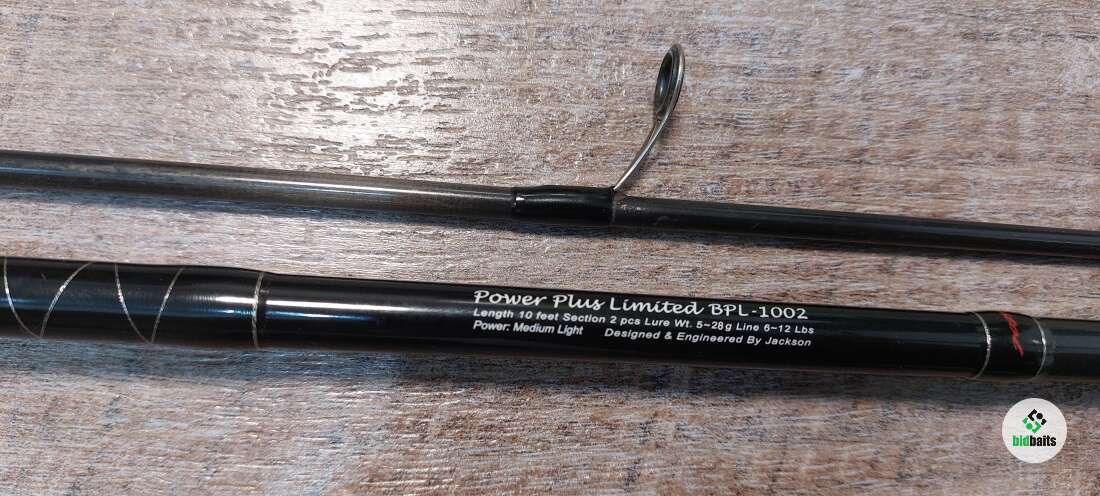 Power Plus Limited BPL-1002
Length 10 feet Section 2 pcs Lure Wt. 5~28g Line 6~12 Lbs
Power: Medium Light Designed & Engineered By Jackson
bidbaits